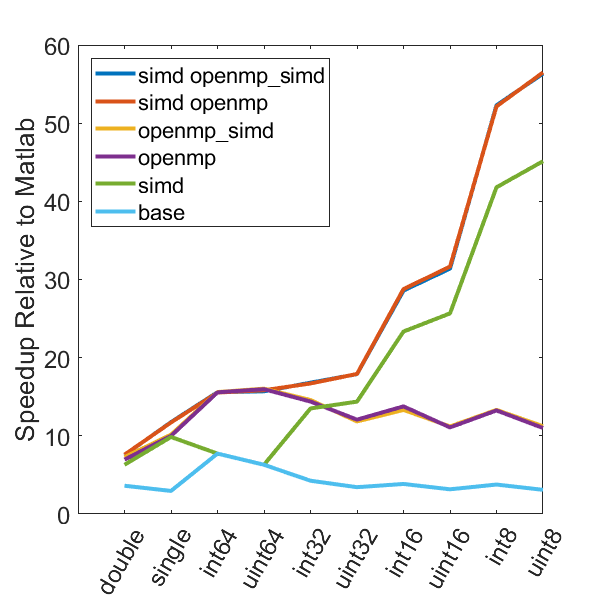 60
50
40
30
20
10
0
Speedup Relative to Matlab
simd openmp_simd
simd openmp
openmp_simd
openmp
simd
base
double
single
int64
uint64
int32
uint32
int16
uint16
int8
uint8